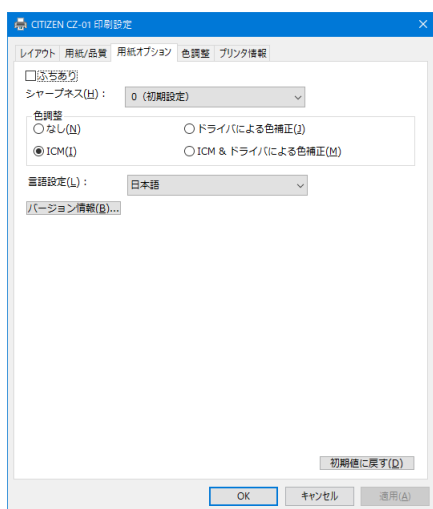 CITIZEN CZ-01 印刷設定
レイアウト 用紙/品質 用紙オプション 色調整 プリンタ情報
ふちあり
シャープネス(H)： 0（初期設定）
色調整
なし(N) ドライバによる色補正(J)
ICM(I) ICM & ドライバによる色補正(M)
言語設定(L)： 日本語
バージョン情報(B)...
初期値に戻す(D)
OK キャンセル 適用(A)